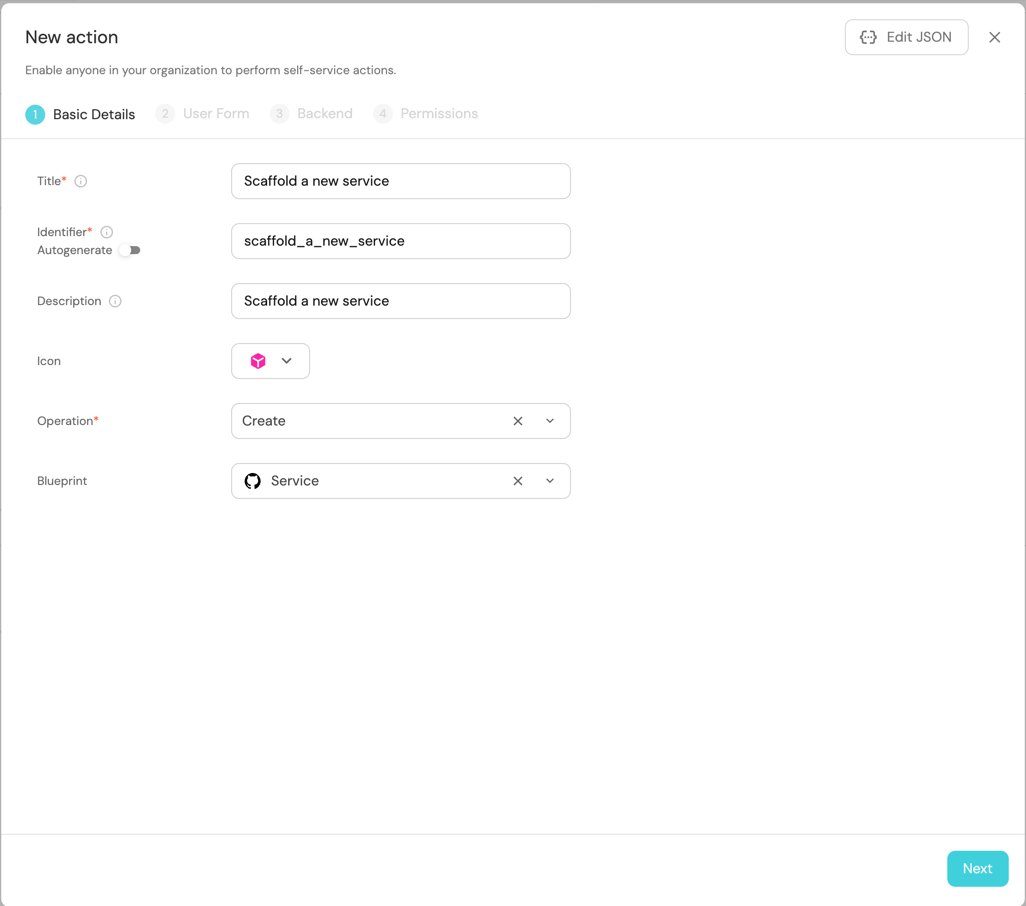 New action
Edit JSON
Enable anyone in your organization to perform self-service actions.
1 Basic Details 2 User Form 3 Backend 4 Permissions
Title* Scaffold a new service
Identifier*
Autogenerate
scaffold_a_new_service
Description Scaffold a new service
Icon
Operation* Create
Blueprint Service
Next